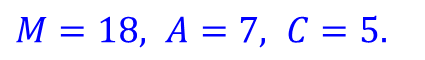 M = 18, A = 7, C = 5.